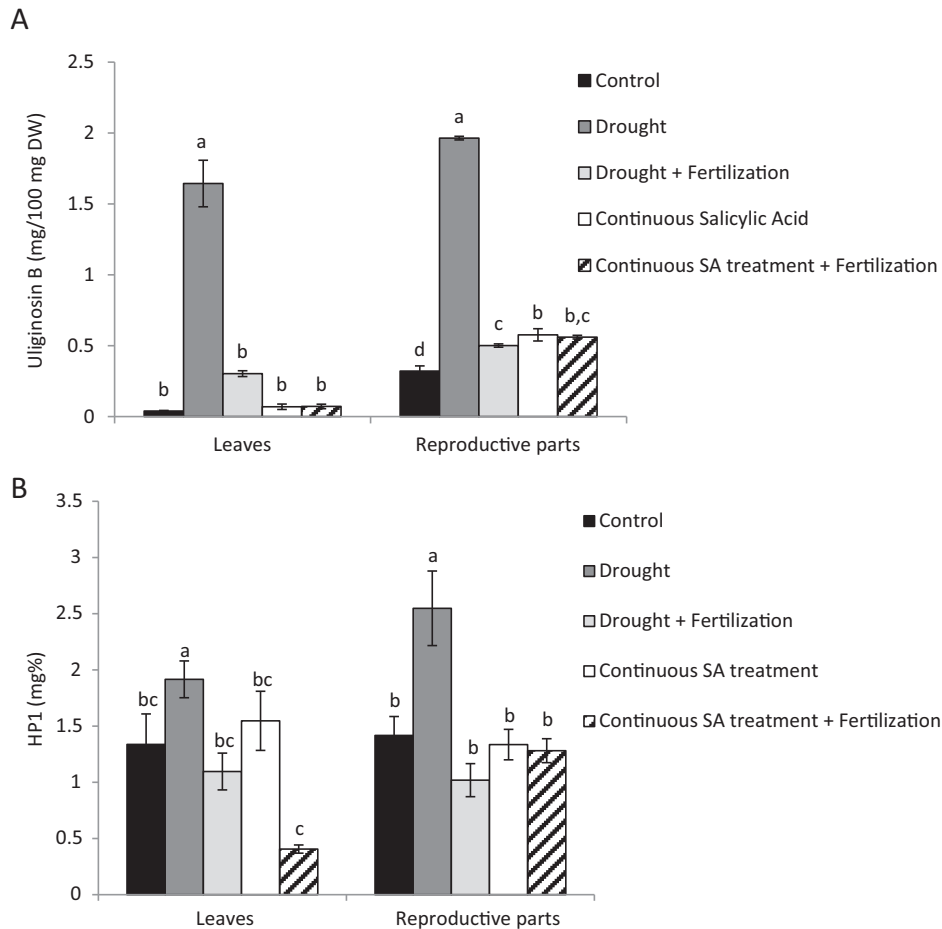 A
Uliginosin B (mg/100 mg DW)
2.5
2
1.5
1
0.5
0
b
a
b
b
b
d
a
c
b
b,c
Leaves
Reproductive parts
Control
Drought
Drought + Fertilization
Continuous Salicylic Acid
Continuous SA treatment + Fertilization
B
HP1 (mg%)
3.5
3
2.5
2
1.5
1
0.5
0
bc
a
bc
bc
c
b
a
b
b
b
Leaves
Reproductive parts
Control
Drought
Drought + Fertilization
Continuous SA treatment
Continuous SA treatment + Fertilization